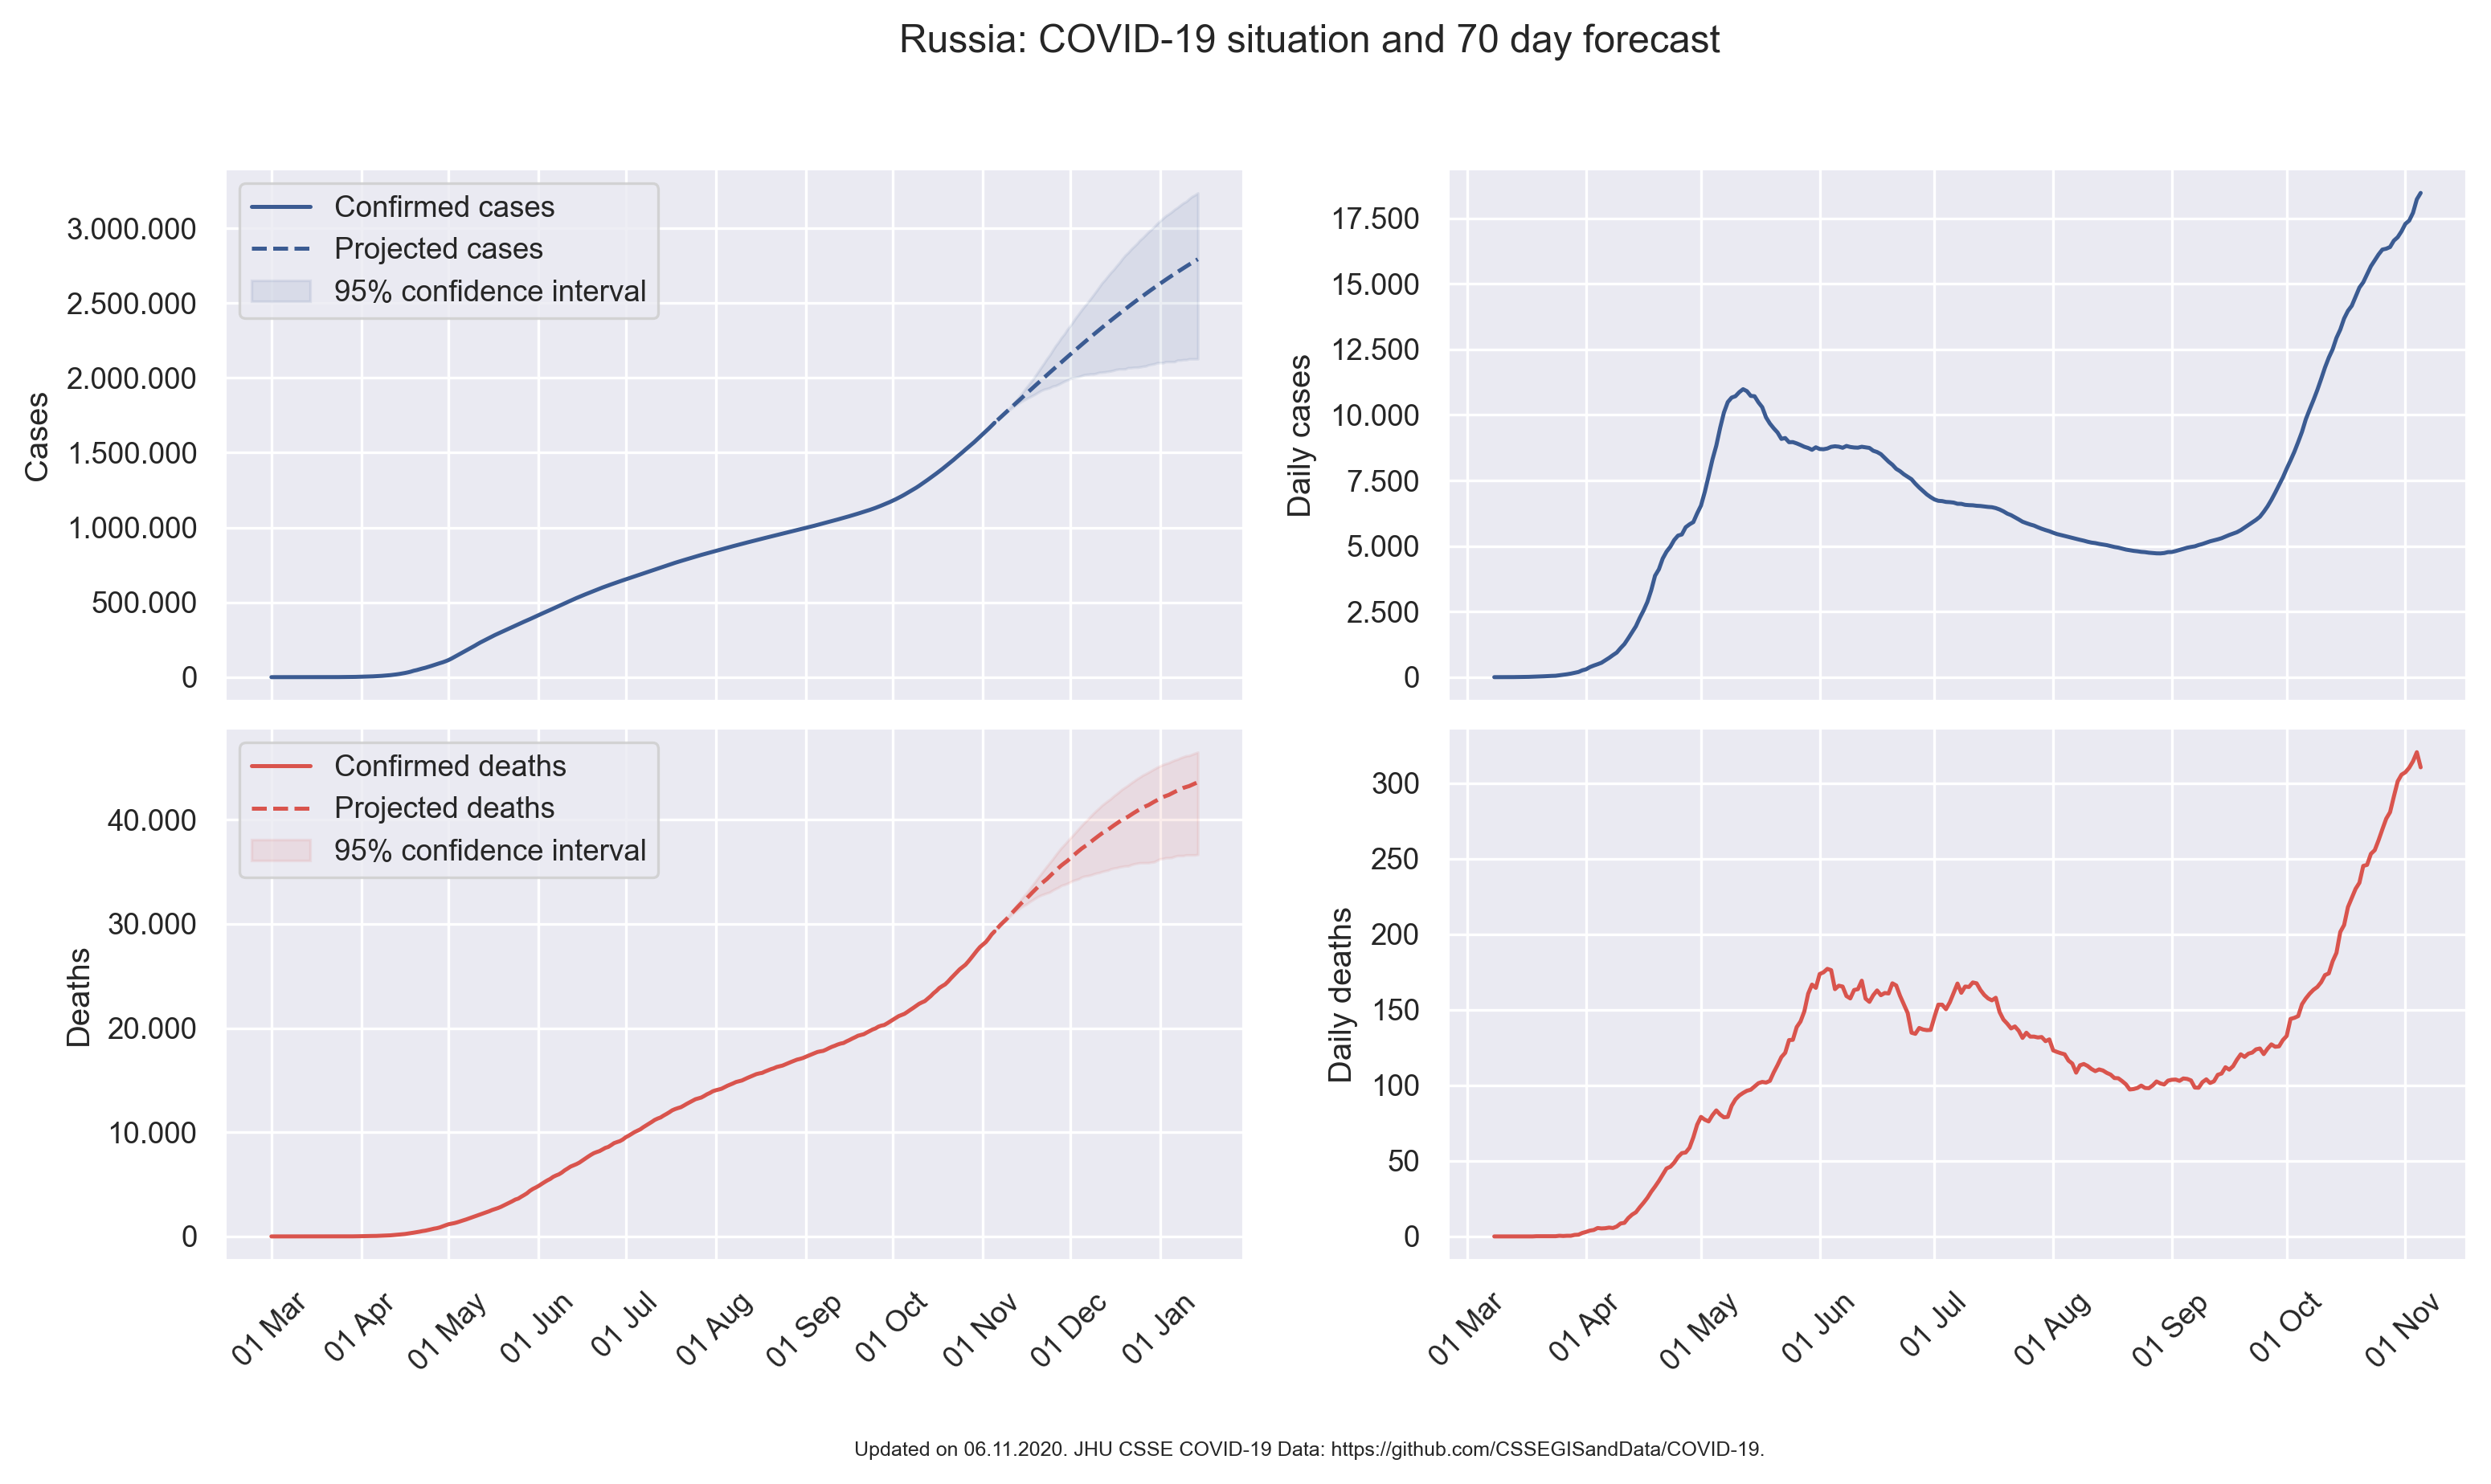 Russia: COVID-19 situation and 70 day forecast
Confirmed cases
Projected cases
95% confidence interval
Cases
3.000.000
2.500.000
2.000.000
1.500.000
1.000.000
500.000
0
Daily cases
17.500
15.000
12.500
10.000
7.500
5.000
2.500
0
Confirmed deaths
Projected deaths
95% confidence interval
Deaths
40.000
30.000
20.000
10.000
0
01 Mar
01 Apr
01 May
01 Jun
01 Jul
01 Aug
01 Sep
01 Oct
01 Nov
01 Dec
01 Jan
Daily deaths
300
250
200
150
100
50
0
01 Mar
01 Apr
01 May
01 Jun
01 Jul
01 Aug
01 Sep
01 Oct
01 Nov
Updated on 06.11.2020. JHU CSSE COVID-19 Data: https://github.com/CSSEGISandData/COVID-19.